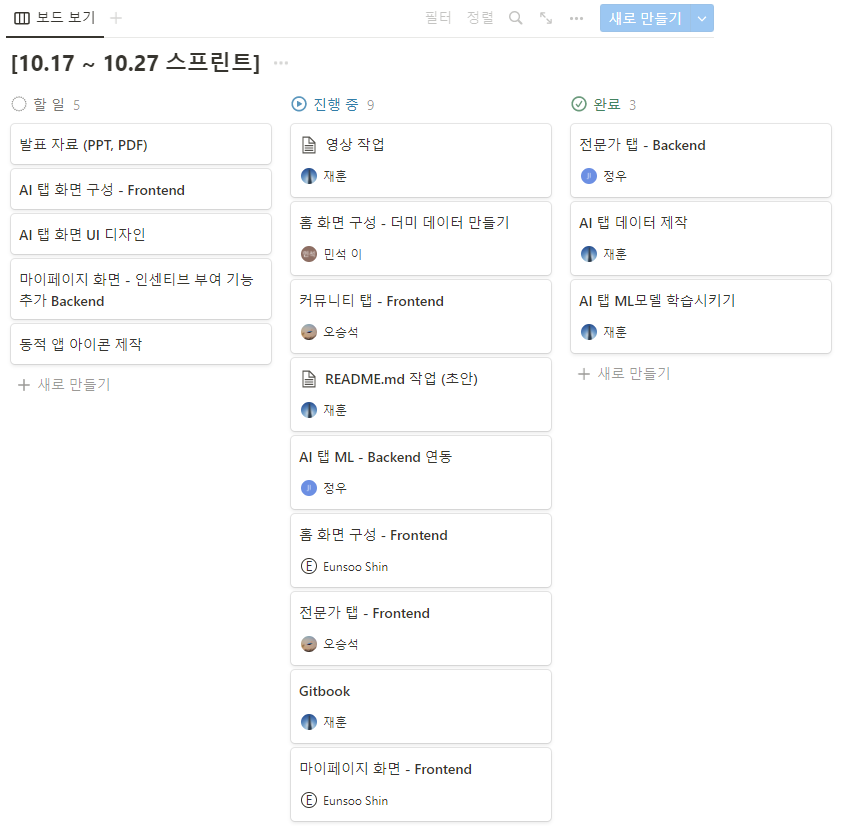 보드 보기
필터 정렬 새로 만들기
[10.17 ~ 10.27 스프린트]
할 일 5
발표 자료 (PPT, PDF)
AI 탭 화면 구성 - Frontend
AI 탭 화면 UI 디자인
마이페이지 화면 - 인센티브 부여 기능
추가 Backend
동적 앱 아이콘 제작
새로 만들기
진행 중 9
영상 작업
재훈
홈 화면 구성 - 더미 데이터 만들기
민석 이
커뮤니티 탭 - Frontend
오승석
README.md 작업 (초안)
재훈
AI 탭 ML - Backend 연동
정우
홈 화면 구성 - Frontend
E Eunsoo Shin
전문가 탭 - Frontend
오승석
Gitbook
재훈
마이페이지 화면 - Frontend
E Eunsoo Shin
완료 3
전문가 탭 - Backend
정우
AI 탭 데이터 제작
재훈
AI 탭 ML모델 학습시키기
재훈
새로 만들기